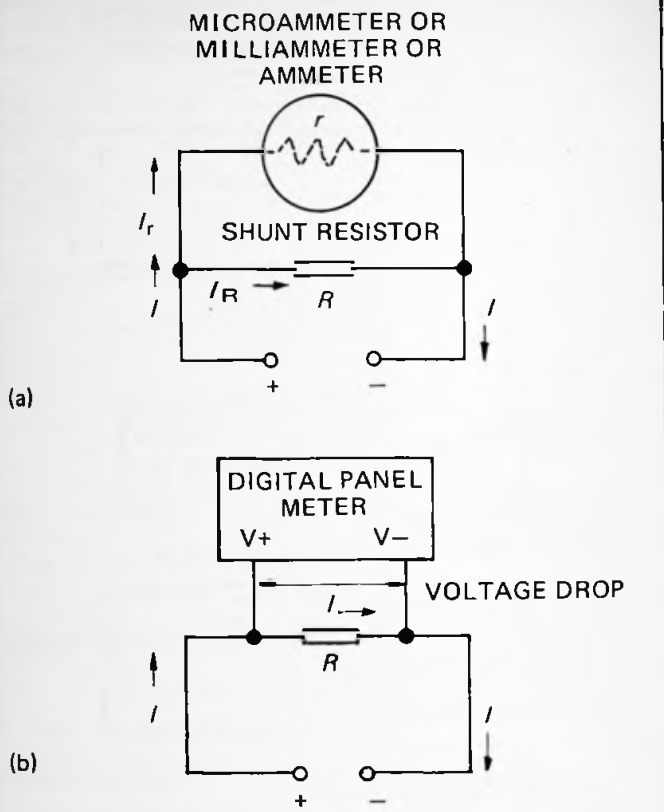 MICROAMMETER OR
MILLIAMMETER OR
AMMETER
r
Ir
SHUNT RESISTOR
I
IR
R
I
+
−
(a)
DIGITAL PANEL
METER
V+
V−
VOLTAGE DROP
I
R
I
I
(b)
+
−